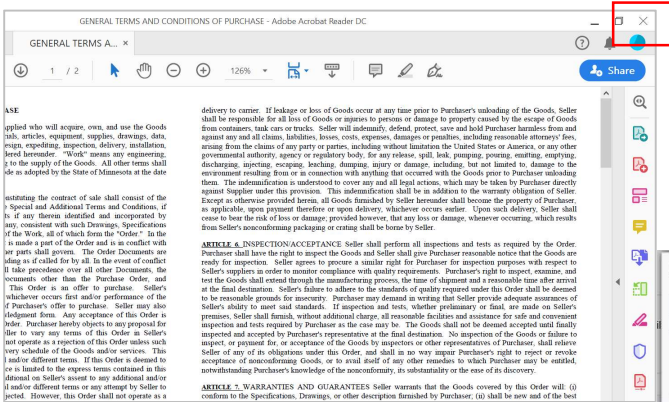 GENERAL TERMS AND CONDITIONS OF PURCHASE - Adobe Acrobat Reader DC
GENERAL TERMS A... ×
1 / 2
126%
Share
ASE
applied who will acquire, own, and use the Goods
rials, articles, equipment, supplies, drawings, data,
esign, expediting, inspection, delivery, installation,
dered hereunder. "Work" means any engineering,
g to the supply of the Goods. All other terms shall
ode as adopted by the State of Minnesota at the date
onstituting the contract of sale shall consist of the
e Special and Additional Terms and Conditions, if
ts if any therein identified and incorporated by
any, consistent with such Drawings, Specifications
of the Work, all of which form the "Order." In the
is made a part of the Order and is in conflict with
er parts shall govern. The Order Documents are
nding as if called for by all. In the event of conflict
ll take precedence over all other Documents, the
Documents other than the Purchase Order, and
This Order is an offer to purchase. Seller's
whichever occurs first and/or performance of the
f Purchaser's offer to purchase. Seller may also
wledgment form. Any acceptance of this Order is
Order. Purchaser hereby objects to any proposal for
eller to vary any terms of this Order in Seller's
not operate as a rejection of this Order unless such
very schedule of the Goods and/or services. This
l and/or different terms. If this Order is deemed to
ce is limited to the express terms contained in this
dditional on Seller's assent to any additional and/or
l and/or different terms or any attempt by Seller to
jected. However, this Order shall not operate as a
delivery to carrier. If leakage or loss of Goods occur at any time prior to Purchaser's unloading of the Goods, Seller
shall be responsible for all loss of Goods or injuries to persons or damage to property caused by the escape of Goods
from containers, tank cars or trucks. Seller will indemnify, defend, protect, save and hold Purchaser harmless from and
against any and all claims, liabilities, losses, costs, expenses, damages or penalties, including reasonable attorneys' fees,
arising from the claims of any party or parties, including without limitation the United States or America, or any other
governmental authority, agency or regulatory body, for any release, spill, leak, pumping, pouring, emitting, emptying,
discharging, injecting, escaping, leaching, dumping, injury or damage, including, but not limited to, damage to the
environment resulting from or in connection with anything that occurred with the Goods prior to Purchaser unloading
them. The indemnification is understood to cover any and all legal actions, which may be taken by Purchaser directly
against Supplier under this provision. This indemnification shall be in addition to the warranty obligation of Seller.
Except as otherwise provided herein, all Goods furnished by Seller hereunder shall become the property of Purchaser,
as applicable, upon payment therefore or upon delivery, whichever occurs earlier. Upon such delivery, Seller shall
cease to bear the risk of loss or damage; provided however, that any loss or damage, whenever occurring, which results
from Seller's nonconforming packaging or crating shall be borne by Seller.
ARTICLE 6. INSPECTION/ACCEPTANCE Seller shall perform all inspections and tests as required by the Order.
Purchaser shall have the right to inspect the Goods and Seller shall give Purchaser reasonable notice that the Goods are
ready for inspection. Seller agrees to procure a similar right for Purchaser for inspection purposes with respect to
Seller's suppliers in order to monitor compliance with quality requirements. Purchaser's right to inspect, examine, and
test the Goods shall extend through the manufacturing process, the time of shipment and a reasonable time after arrival
at the final destination. Seller's failure to adhere to the standards of quality required under this Order shall be deemed
to be reasonable grounds for insecurity. Purchaser may demand in writing that Seller provide adequate assurances of
Seller's ability to meet said standards. If inspection and tests, whether preliminary or final, are made on Seller's
premises, Seller shall furnish, without additional charge, all reasonable facilities and assistance for safe and convenient
inspection and tests required by Purchaser as the case may be. The Goods shall not be deemed accepted until finally
inspected and accepted by Purchaser's representative at the final destination. No inspection of the Goods or failure to
inspect, or payment for, or acceptance of the Goods by inspectors or other representatives of Purchaser, shall relieve
Seller of any of its obligations under this Order, and shall in no way impair Purchaser's right to reject or revoke
acceptance of nonconforming Goods, or to avail itself of any other remedies to which Purchaser may be entitled,
notwithstanding Purchaser's knowledge of the nonconformity, its substantiality or the ease of its discovery.
ARTICLE 7. WARRANTIES AND GUARANTEES Seller warrants that the Goods covered by this Order will: (i)
conform to the Specifications, Drawings, or other description furnished by Purchaser; (ii) shall be new and of the best